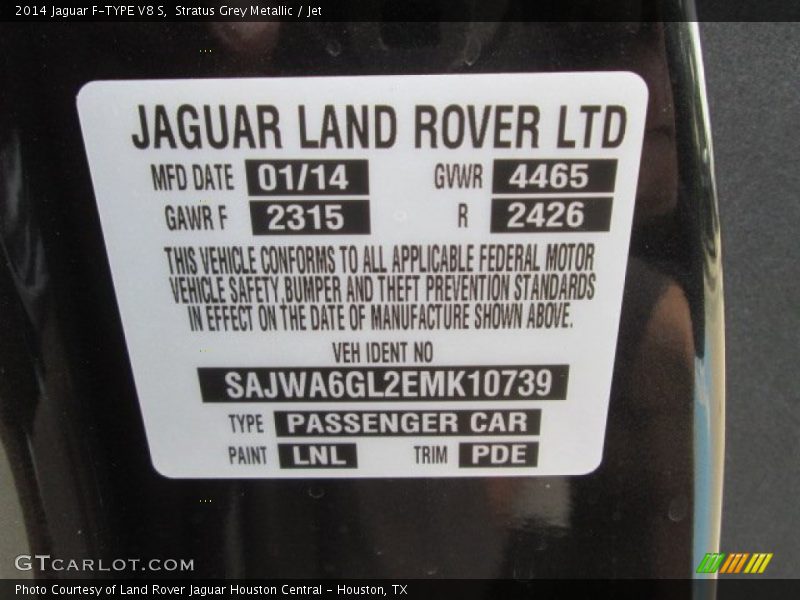 2014 Jaguar F-TYPE V8 S, Stratus Grey Metallic / Jet
JAGUAR LAND ROVER LTD
MFD DATE 01/14 GVWR 4465
GAWR F 2315 R 2426
THIS VEHICLE CONFORMS TO ALL APPLICABLE FEDERAL MOTOR
VEHICLE SAFETY,BUMPER AND THEFT PREVENTION STANDARDS
IN EFFECT ON THE DATE OF MANUFACTURE SHOWN ABOVE.
VEH IDENT NO
SAJWA6GL2EMK10739
TYPE PASSENGER CAR
PAINT LNL TRIM PDE
GTCARLOT.COM
Photo Courtesy of Land Rover Jaguar Houston Central - Houston, TX